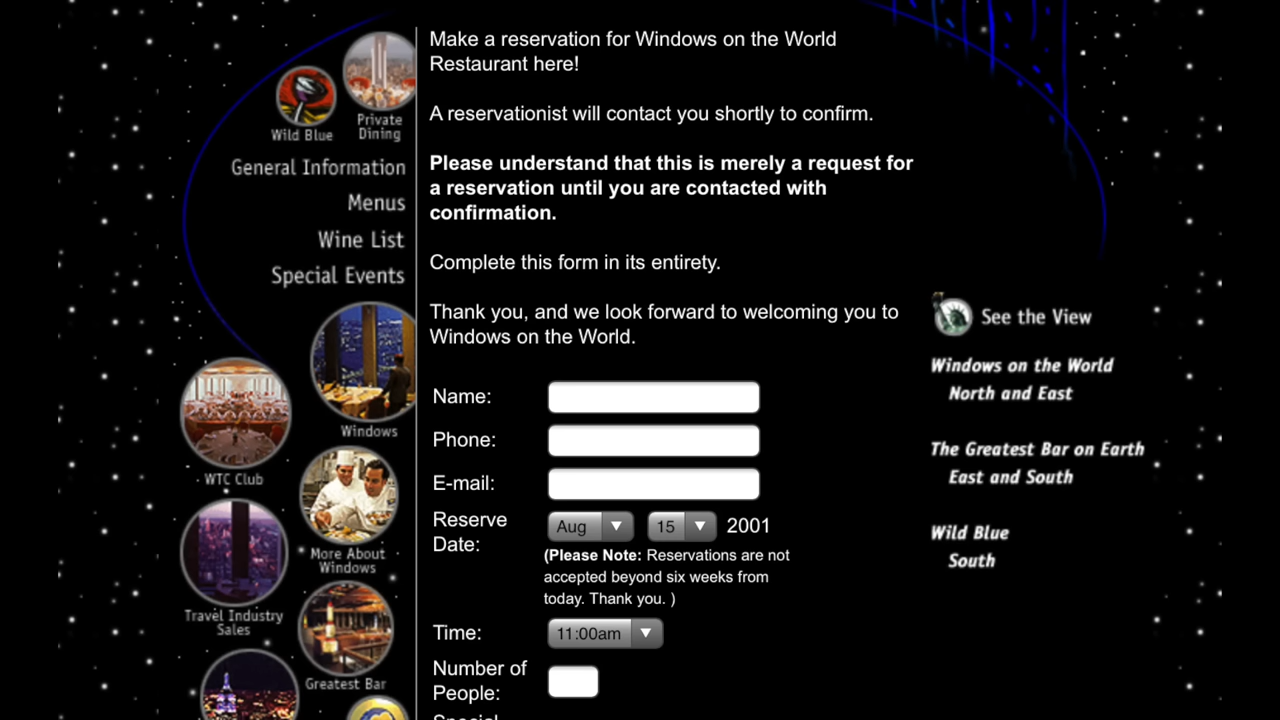 Make a reservation for Windows on the World
Restaurant here!
A reservationist will contact you shortly to confirm.
Please understand that this is merely a request for
a reservation until you are contacted with
confirmation.
Complete this form in its entirety.
Thank you, and we look forward to welcoming you to
Windows on the World.
Name:
Phone:
E-mail:
Reserve
Date:
Aug 15 2001
(Please Note: Reservations are not
accepted beyond six weeks from
today. Thank you. )
Time:
11:00am
Number of
People:
Special
Wild Blue
Private
Dining
General Information
Menus
Wine List
Special Events
Windows
WTC Club
More About
Windows
Travel Industry
Sales
Greatest Bar
See the View
Windows on the World
North and East
The Greatest Bar on Earth
East and South
Wild Blue
South